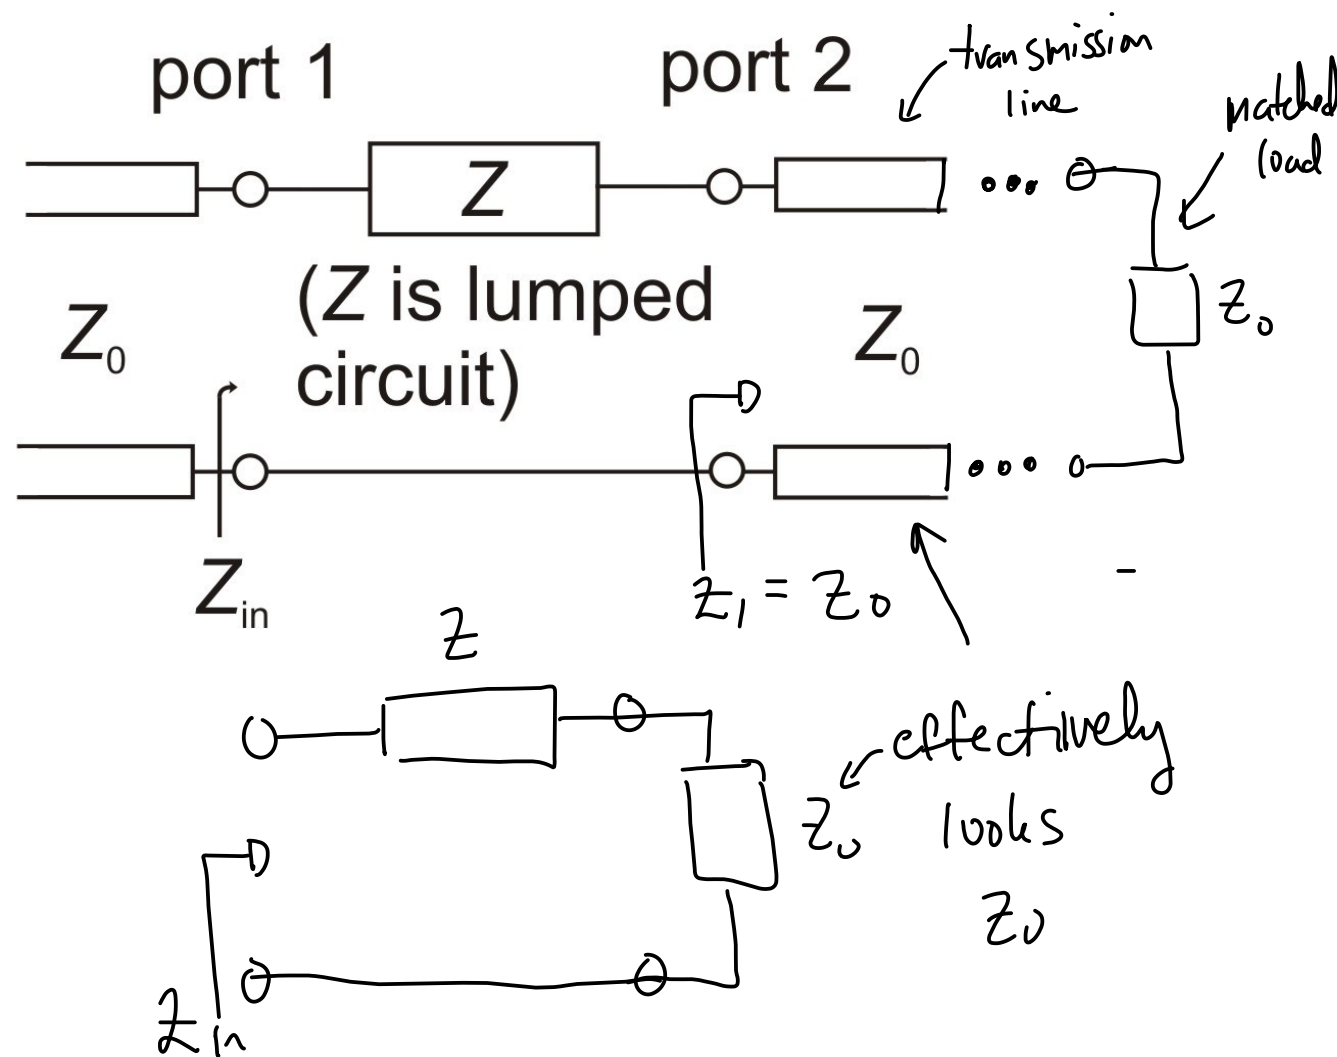 port 1
port 2
transmission
line
matched
load
Z
(Z is lumped
circuit)
Z₀
Z₀
Z₀
Zin
Z₁ = Z₀
Z
Z₀
effectively
looks
Z₀
Zin